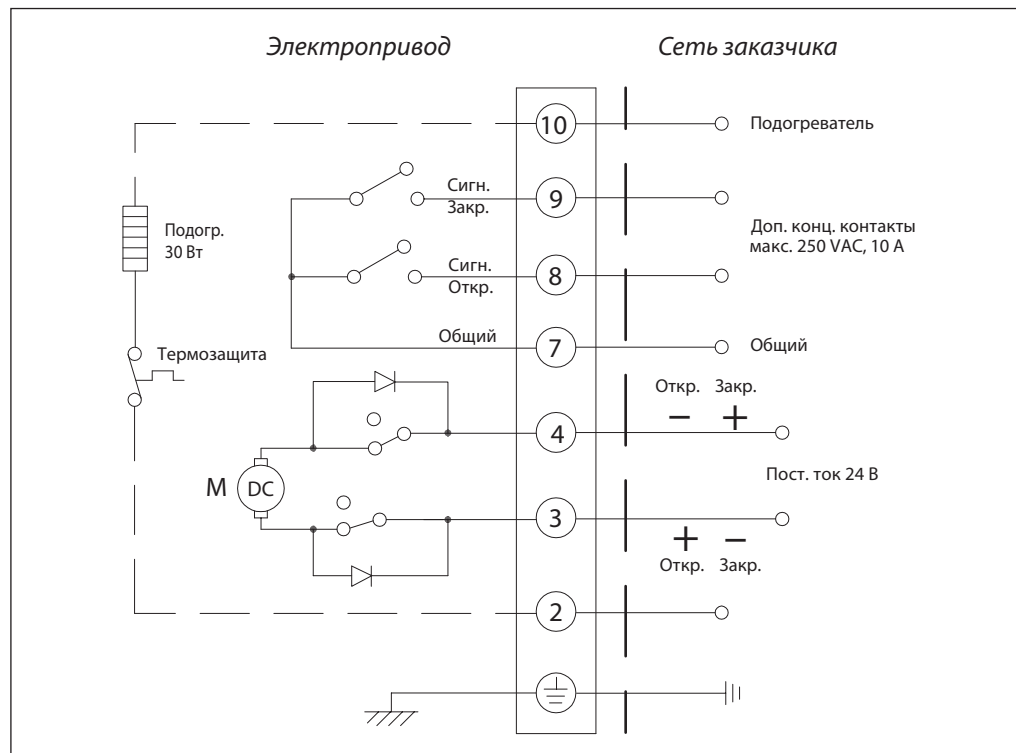 Электропривод
Сеть заказчика
10
Подогреватель
Сигн.
Закр.
9
Подогр.
30 Вт
Доп. конц. контакты
макс. 250 VAC, 10 A
Сигн.
Откр.
8
Общий
7
Общий
Термозащита
Откр. Закр.
− +
4
M
DC
Пост. ток 24 В
3
+ −
Откр. Закр.
2